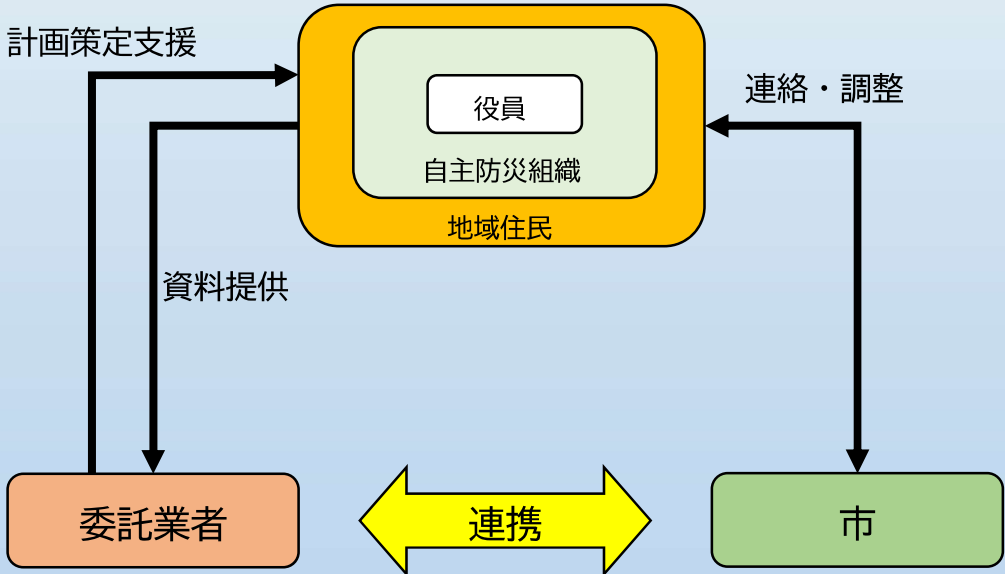 計画策定支援
役員
連絡・調整
自主防災組織
地域住民
資料提供
委託業者
連携
市